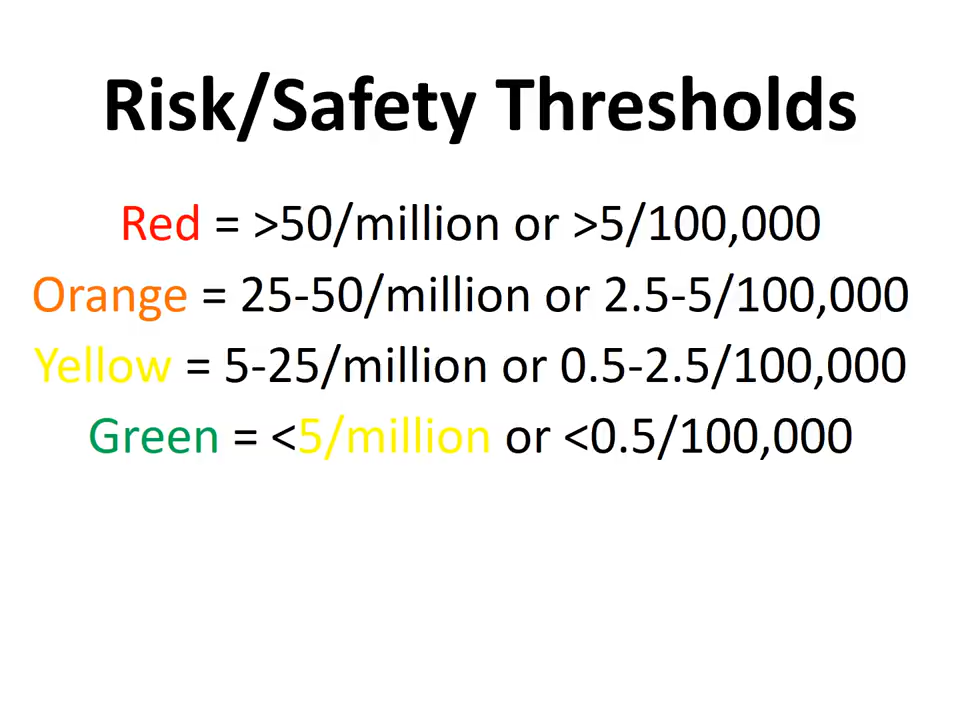 Risk/Safety Thresholds
Red = >50/million or >5/100,000
Orange = 25-50/million or 2.5-5/100,000
Yellow = 5-25/million or 0.5-2.5/100,000
Green = <5/million or <0.5/100,000